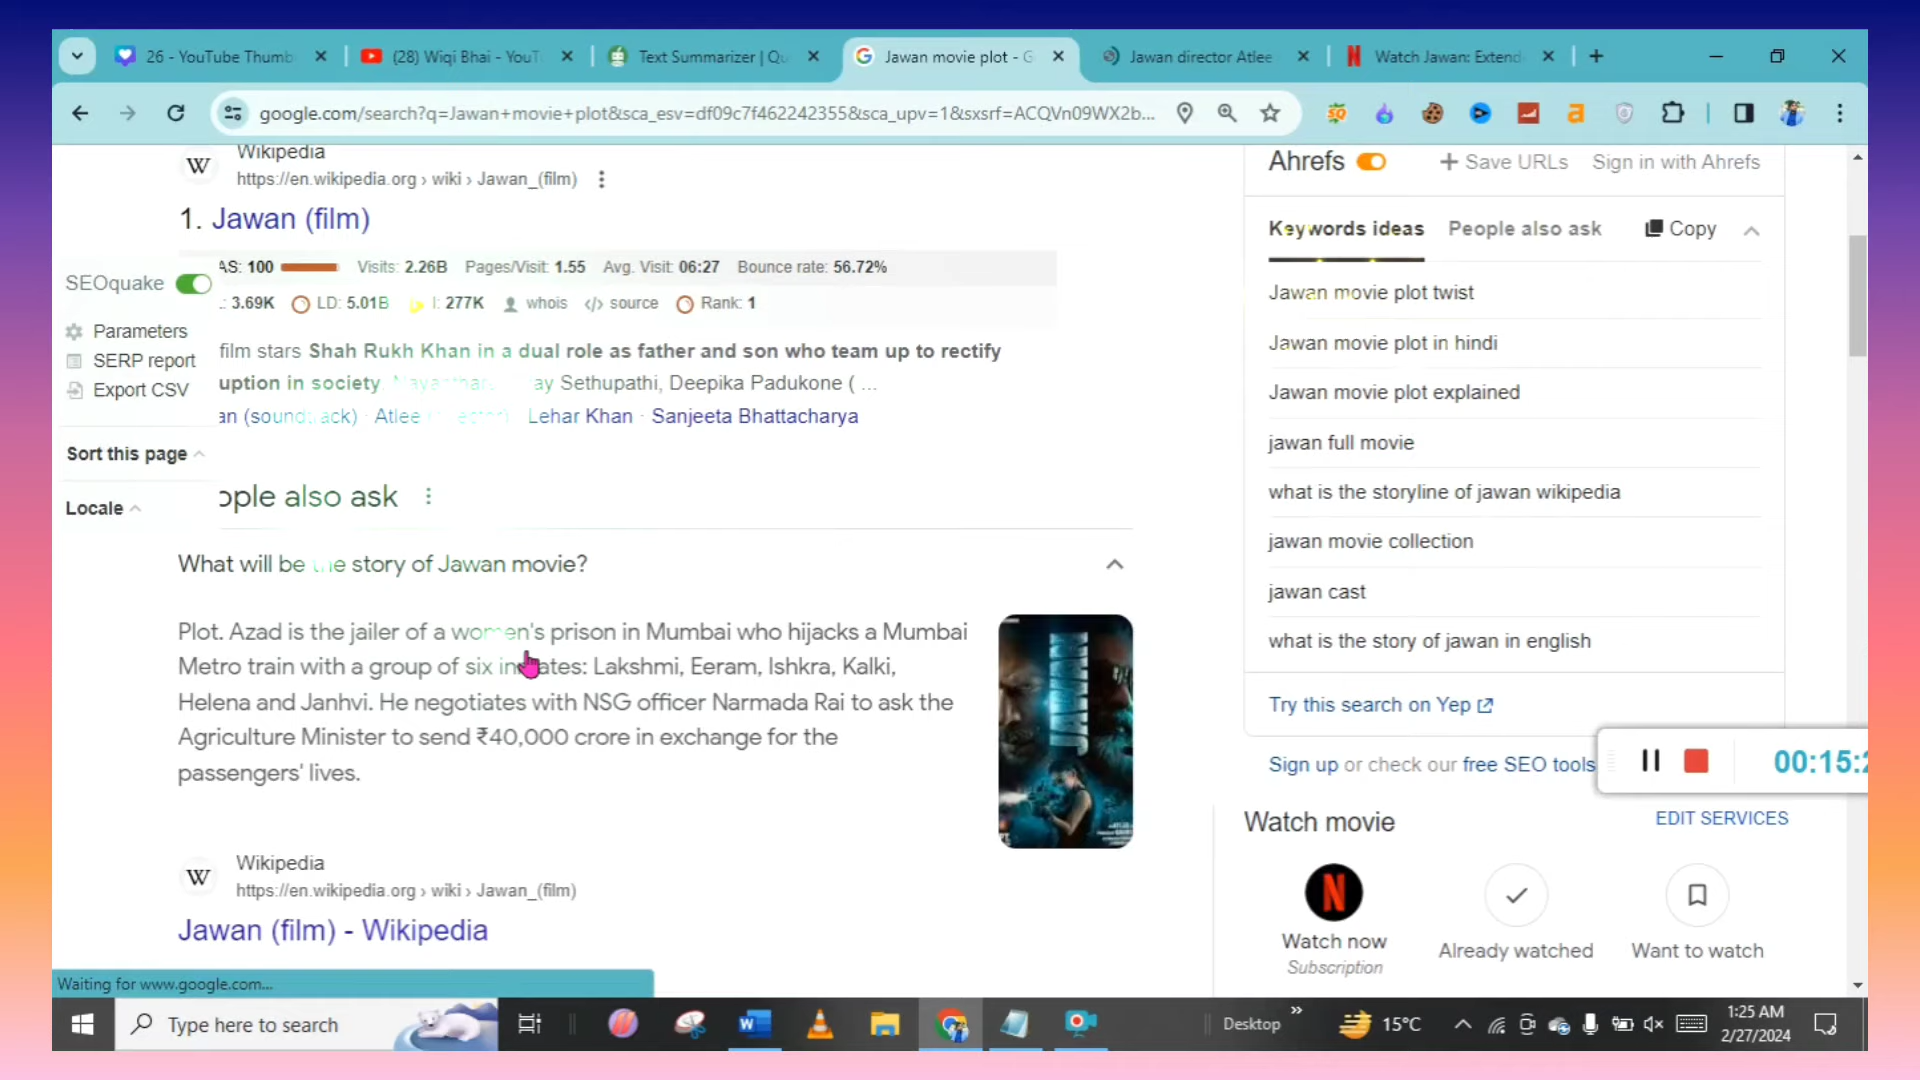 26 - YouTube Thumb
(28) Wiqi Bhai - YouT
Text Summarizer | Qu
Jawan movie plot - G
Jawan director Atlee
Watch Jawan: Extend
google.com/search?q=Jawan+movie+plot&sca_esv=df09c7f462242355&sca_upv=1&sxsrf=ACQVn09WX2b...
Wikipedia
https://en.wikipedia.org › wiki › Jawan_(film)
1. Jawan (film)
AS: 100 Visits: 2.26B Pages/Visit: 1.55 Avg. Visit: 06:27 Bounce rate: 56.72%
: 3.69K LD: 5.01B I: 277K whois </> source Rank: 1
SEOquake
Parameters
SERP report
Export CSV
Sort this page
Locale
film stars Shah Rukh Khan in a dual role as father and son who team up to rectify
uption in society. ay Sethupathi, Deepika Padukone ( ...
an (soundtrack) · Atlee (director) · Lehar Khan · Sanjeeta Bhattacharya
ople also ask
What will be the story of Jawan movie?
Plot. Azad is the jailer of a women's prison in Mumbai who hijacks a Mumbai
Metro train with a group of six inmates: Lakshmi, Eeram, Ishkra, Kalki,
Helena and Janhvi. He negotiates with NSG officer Narmada Rai to ask the
Agriculture Minister to send ₹40,000 crore in exchange for the
passengers' lives.
JAWAN
Wikipedia
https://en.wikipedia.org › wiki › Jawan_(film)
Jawan (film) - Wikipedia
Ahrefs + Save URLs Sign in with Ahrefs
Keywords ideas People also ask Copy
Jawan movie plot twist
Jawan movie plot in hindi
Jawan movie plot explained
jawan full movie
what is the storyline of jawan wikipedia
jawan movie collection
jawan cast
what is the story of jawan in english
Try this search on Yep
Sign up or check our free SEO tools
00:15:2
Watch movie EDIT SERVICES
Watch now Already watched Want to watch
Subscription
Waiting for www.google.com...
Type here to search
Desktop
15°C
1:25 AM
2/27/2024